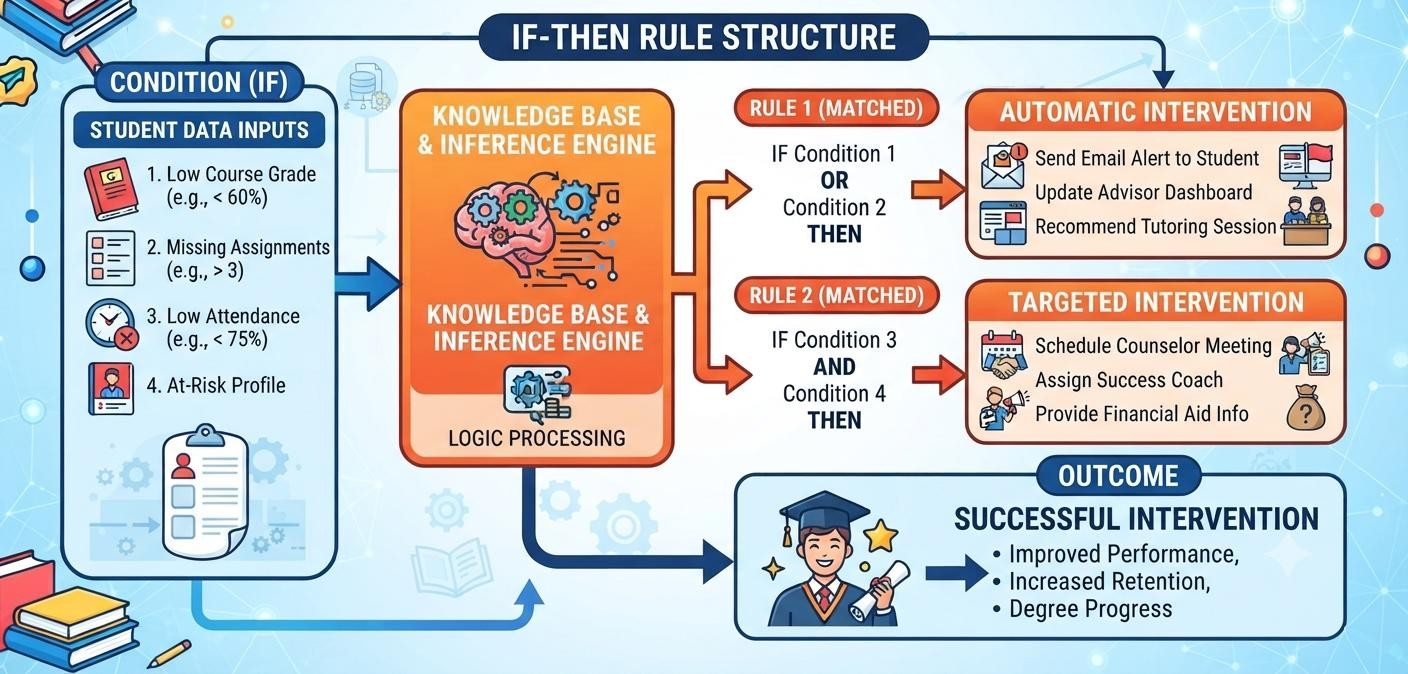 IF-THEN RULE STRUCTURE
CONDITION (IF)
STUDENT DATA INPUTS
1. Low Course Grade
(e.g., < 60%)
2. Missing Assignments
(e.g., > 3)
3. Low Attendance
(e.g., < 75%)
4. At-Risk Profile
KNOWLEDGE BASE
& INFERENCE ENGINE
KNOWLEDGE BASE &
INFERENCE ENGINE
LOGIC PROCESSING
RULE 1 (MATCHED)
IF Condition 1
OR
Condition 2
THEN
RULE 2 (MATCHED)
IF Condition 3
AND
Condition 4
THEN
AUTOMATIC INTERVENTION
Send Email Alert to Student
Update Advisor Dashboard
Recommend Tutoring Session
TARGETED INTERVENTION
Schedule Counselor Meeting
Assign Success Coach
Provide Financial Aid Info
?
OUTCOME
SUCCESSFUL INTERVENTION
• Improved Performance,
• Increased Retention,
• Degree Progress